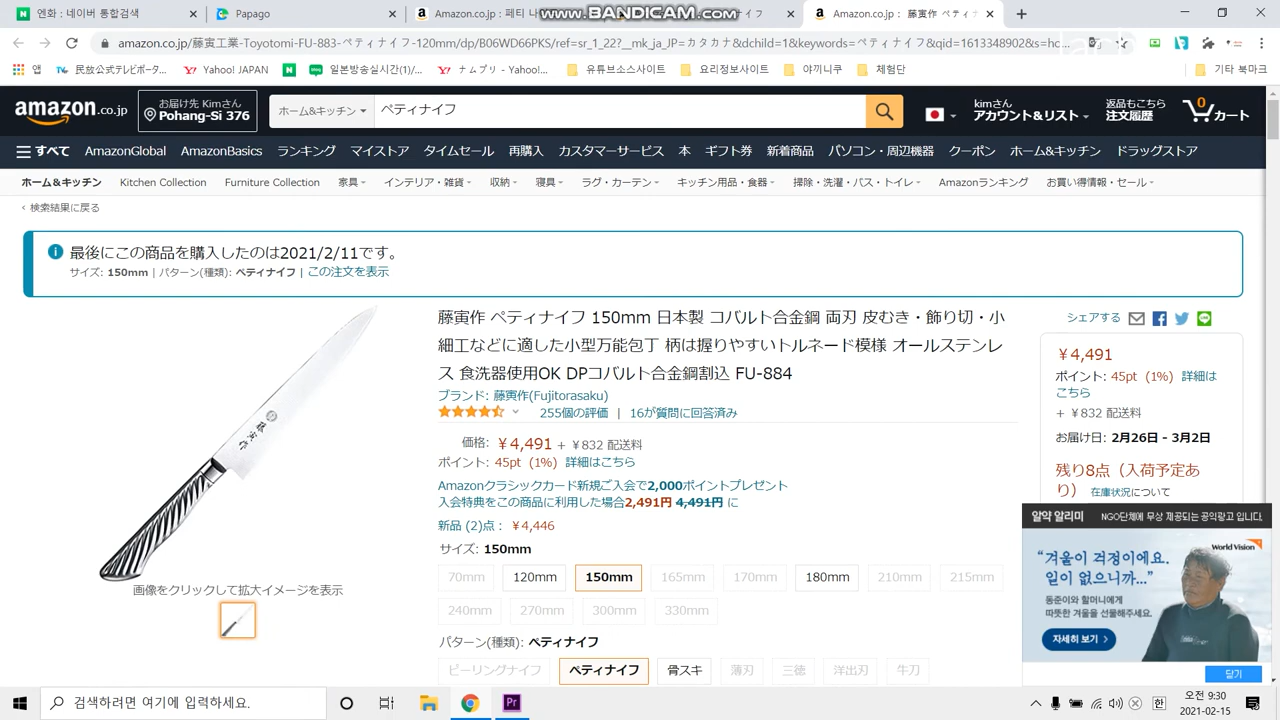 엔화 : 네이버 통합검색
Papago
Amazon.co.jp : 페티 나
www.BANDICAM.com
Amazon.co.jp： 藤寅作 ペティナ
amazon.co.jp/藤寅工業-Toyotomi-FU-883-ペティナイフ-120mm/dp/B06WD66PKS/ref=sr_1_22?__mk_ja_JP=カタカナ&dchild=1&keywords=ペティナイフ&qid=1613348902&s=ho...
앱
民放公式テレビポータ...
Yahoo! JAPAN
일본방송실시간(1)/...
ナムプリ - Yahoo!...
유튜브소스사이트
요리정보사이트
야끼니쿠
체험단
기타 북마크
amazon.co.jp
お届け先 Kimさん
Pohang-Si 376
ホーム&キッチン
ペティナイフ
kimさん
アカウント&リスト
返品もこちら
注文履歴
0
カート
すべて AmazonGlobal AmazonBasics ランキング マイストア タイムセール 再購入 カスタマーサービス 本 ギフト券 新着商品 パソコン・周辺機器 クーポン ホーム&キッチン ドラッグストア
ホーム&キッチン Kitchen Collection Furniture Collection 家具 インテリア・雑貨 収納 寝具 ラグ・カーテン キッチン用品・食器 掃除・洗濯・バス・トイレ Amazonランキング お買い得情報・セール
‹ 検索結果に戻る
最後にこの商品を購入したのは2021/2/11です。
サイズ: 150mm | パターン(種類): ペティナイフ | この注文を表示
藤寅作
画像をクリックして拡大イメージを表示
藤寅作 ペティナイフ 150mm 日本製 コバルト合金鋼 両刃 皮むき・飾り切・小
細工などに適した小型万能包丁 柄は握りやすいトルネード模様 オールステンレ
ス 食洗器使用OK DPコバルト合金鋼割込 FU-884
ブランド: 藤寅作(Fujitorasaku)
255個の評価 | 16が質問に回答済み
価格: ￥4,491 + ￥832 配送料
ポイント: 45pt (1%) 詳細はこちら
Amazonクラシックカード新規ご入会で2,000ポイントプレゼント
入会特典をこの商品に利用した場合2,491円 4,491円 に
新品 (2)点： ￥4,446
サイズ: 150mm
70mm 120mm 150mm 165mm 170mm 180mm 210mm 215mm
240mm 270mm 300mm 330mm
パターン(種類): ペティナイフ
ピーリングナイフ ペティナイフ 骨スキ 薄刃 三徳 洋出刃 牛刀
シェアする
￥4,491
ポイント: 45pt (1%) 詳細は
こちら
+ ￥832 配送料
お届け日: 2月26日 - 3月2日
残り8点（入荷予定あ
り） 在庫状況について
알약 알리미 NGO단체에 무상 제공되는 공익광고 입니다.
World Vision
“겨울이 걱정이에요.
입이 없으니까...”
동준이와 할머니에게
따뜻한 겨울을 선물해주세요.
자세히 보기
닫기
검색하려면 여기에 입력하세요.
Pr
한
오전 9:30
2021-02-15